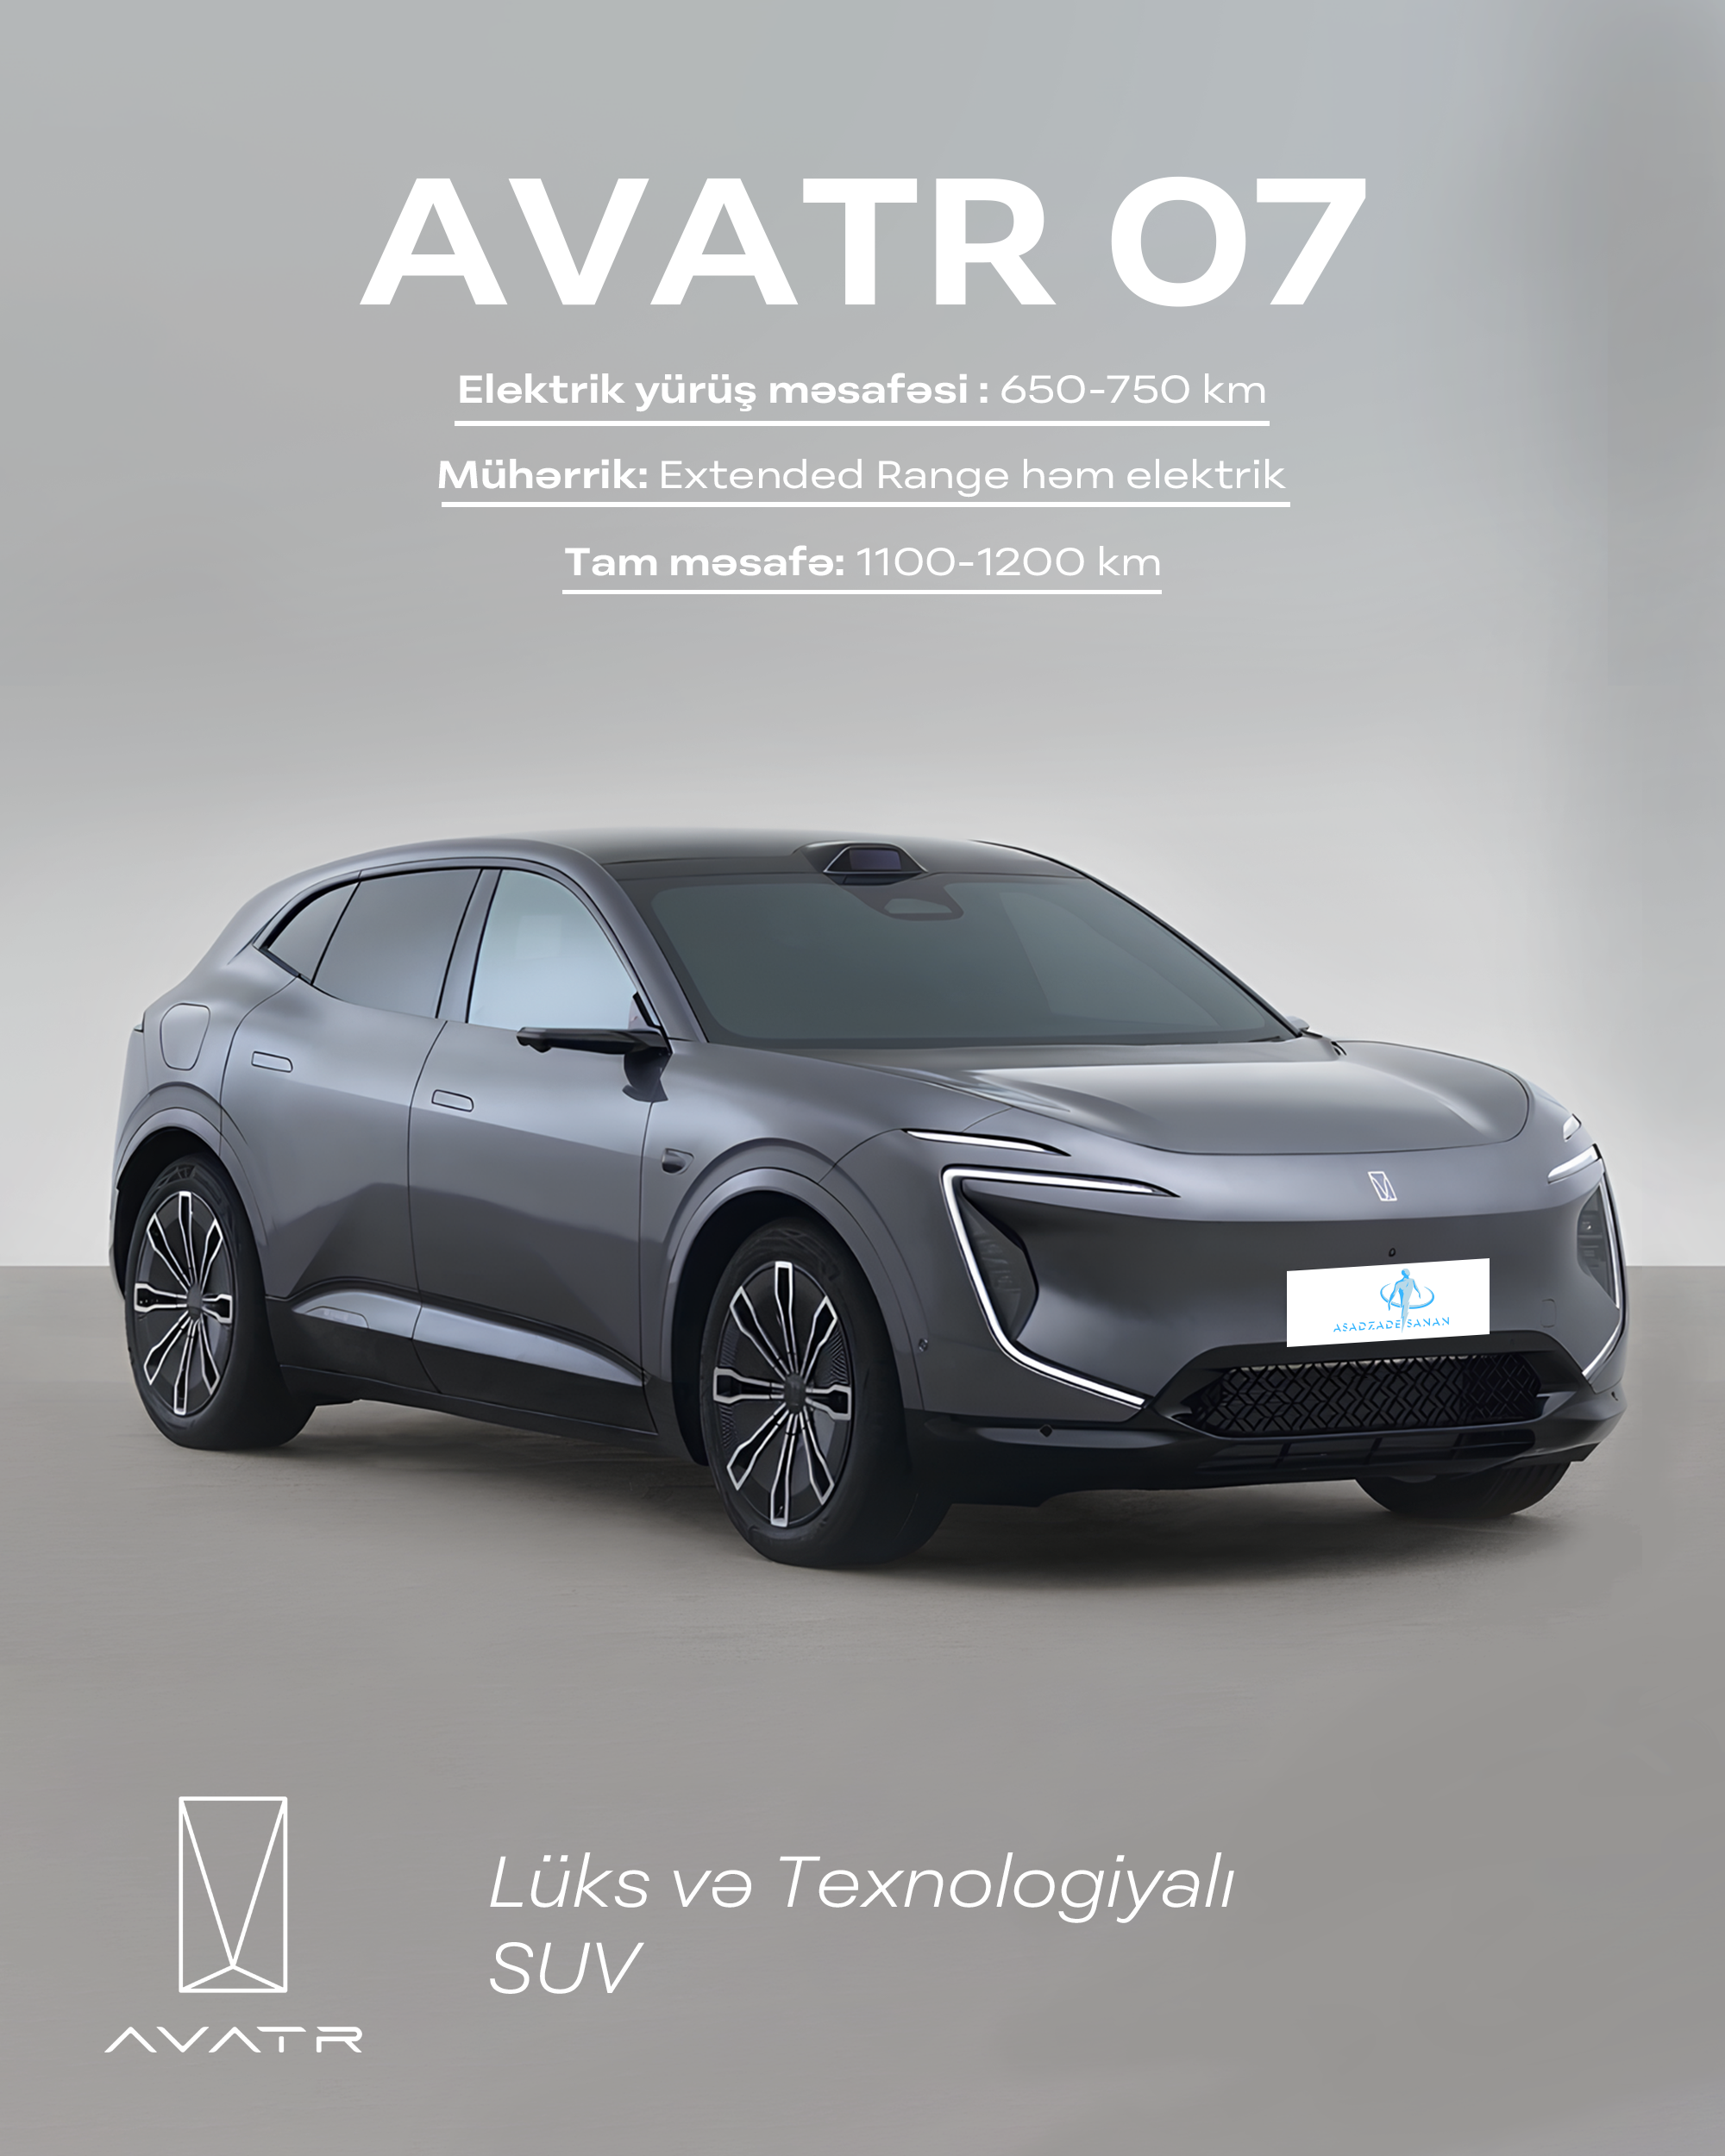 AVATR 07
Elektrik yürüş məsafəsi : 650-750 km
Mühərrik: Extended Range həm elektrik
Tam məsafə: 1100-1200 km
ASADZADE SANAN
Lüks və Texnologiyalı
SUV
AVATR